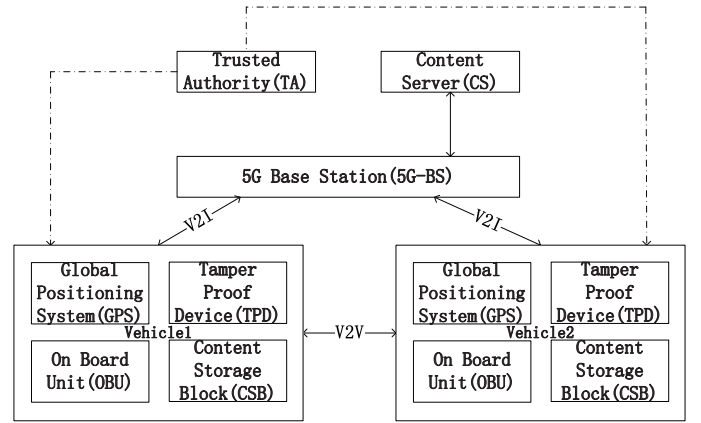 Trusted
Authority(TA)
Content
Server(CS)
5G Base Station(5G-BS)
V2I
V2I
Global
Positioning
System(GPS)
Tamper
Proof
Device(TPD)
Vehicle1
On Board
Unit(OBU)
Content
Storage
Block(CSB)
V2V
Global
Positioning
System(GPS)
Tamper
Proof
Device(TPD)
Vehicle2
On Board
Unit(OBU)
Content
Storage
Block(CSB)